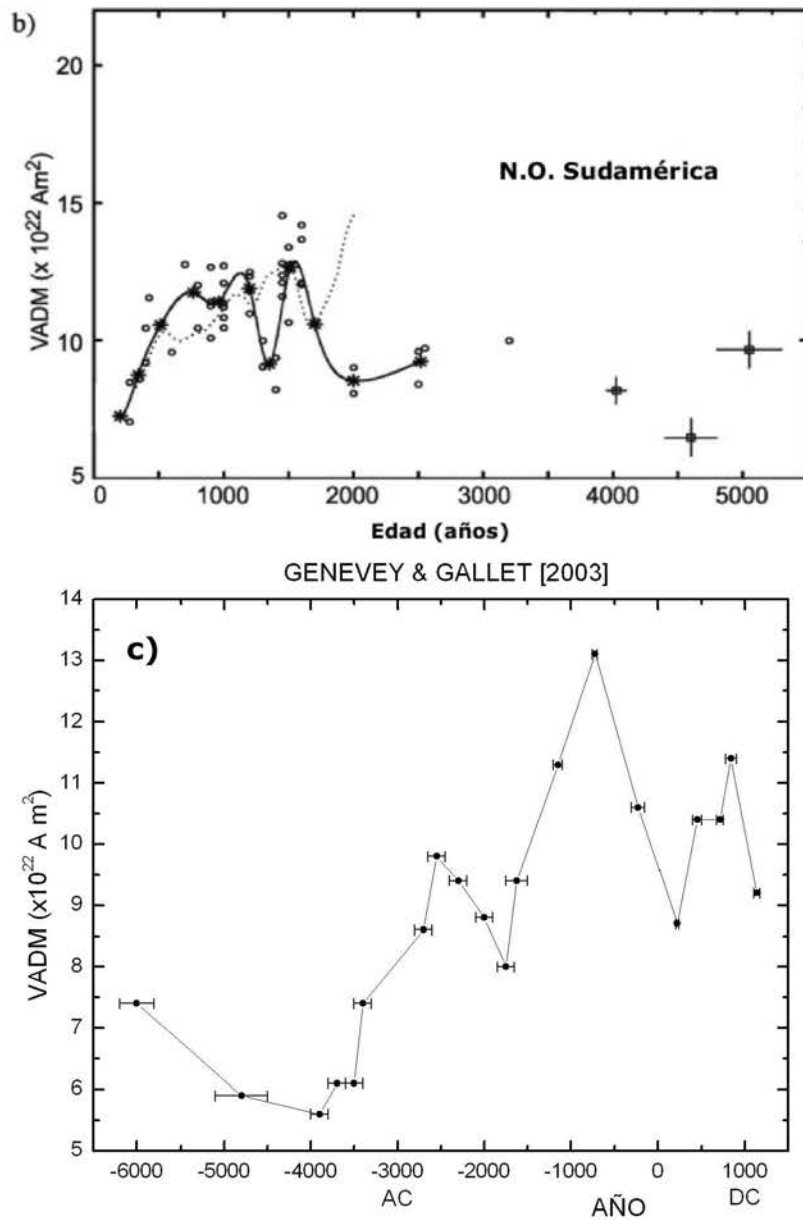 b)
20
15
10
5
VADM (x 10²² Am²)
N.O. Sudamérica
0 1000 2000 3000 4000 5000
Edad (años)
GENEVEY & GALLET [2003]
c)
14
13
12
11
10
9
8
7
6
5
VADM (x10²² A m²)
-6000 -5000 -4000 -3000 -2000 -1000 0 1000
AC AÑO DC